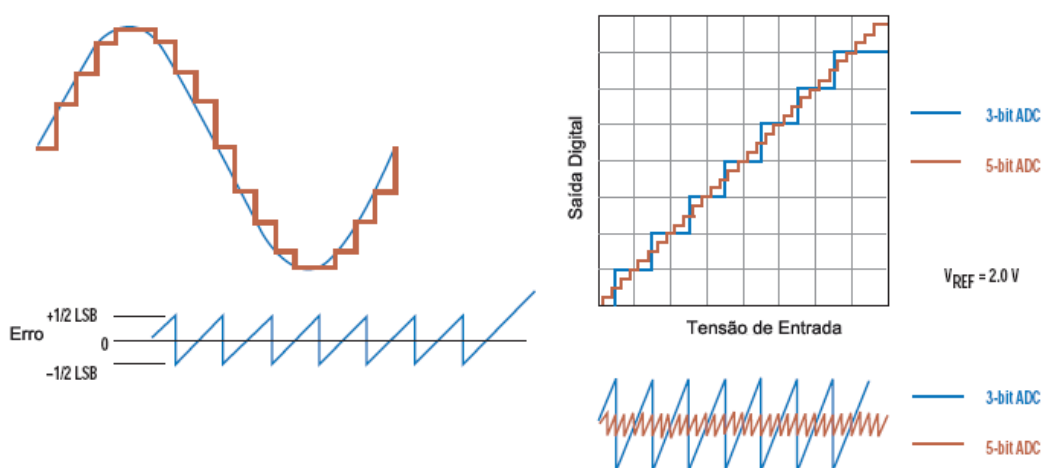 +1/2 LSB
Erro
0
−1/2 LSB
Saída Digital
Tensão de Entrada
3-bit ADC
5-bit ADC
VREF = 2.0 V
3-bit ADC
5-bit ADC